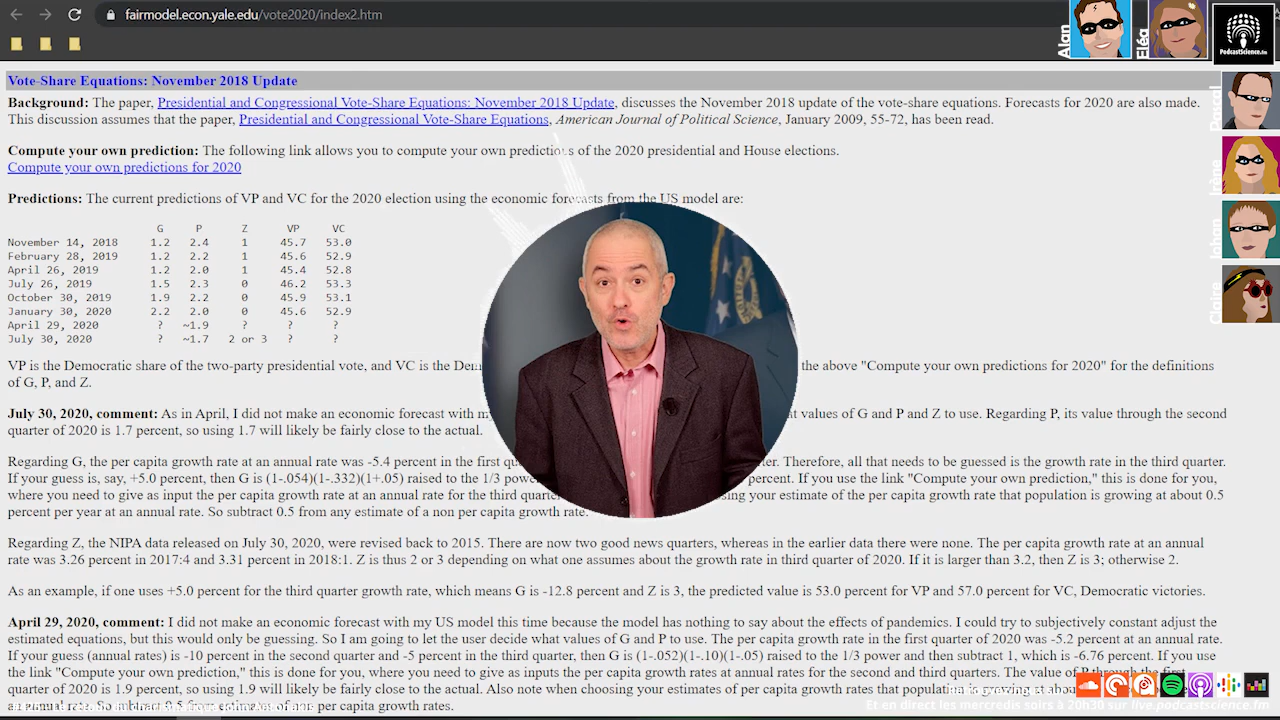 fairmodel.econ.yale.edu/vote2020/index2.htm
Alan
Eléa
PodcastScience.fm
Vote-Share Equations: November 2018 Update
Background: The paper, Presidential and Congressional Vote-Share Equations: November 2018 Update, discusses the November 2018 update of the vote-share equations. Forecasts for 2020 are also made.
This discussion assumes that the paper, Presidential and Congressional Vote-Share Equations, American Journal of Political Science, January 2009, 55-72, has been read.
Pascal
Compute your own prediction: The following link allows you to compute your own of the 2020 presidential and House elections.
Compute your own predictions for 2020
Irène
Predictions: The current predictions of VP and VC for the 2020 election using the economic forecasts from the US model are:
G P Z VP VC
November 14, 2018 1.2 2.4 1 45.7 53.0
February 28, 2019 1.2 2.2 1 45.6 52.9
April 26, 2019 1.2 2.0 1 45.4 52.8
July 26, 2019 1.5 2.3 0 46.2 53.3
October 30, 2019 1.9 2.2 0 45.9 53.1
January 30, 2020 2.2 2.0 0 45.6 52.9
April 29, 2020 ? ~1.9 ? ? ?
July 30, 2020 ? ~1.7 2 or 3 ? ?
Johan
Claire
VP is the Democratic share of the two-party presidential vote, and VC is the the above "Compute your own predictions for 2020" for the definitions
of G, P, and Z.
July 30, 2020, comment: As in April, I did not make an economic forecast with values of G and P and Z to use. Regarding P, its value through the second
quarter of 2020 is 1.7 percent, so using 1.7 will likely be fairly close to the actual.
Regarding G, the per capita growth rate at an annual rate was -5.4 percent in the first Therefore, all that needs to be guessed is the growth rate in the third quarter.
If your guess is, say, +5.0 percent, then G is (1-.054)(1-.332)(1+.05) raised to the 1/3 percent. If you use the link "Compute your own prediction," this is done for you,
where you need to give as input the per capita growth rate at an annual rate for the third your estimate of the per capita growth rate that population is growing at about 0.5
percent per year at an annual rate. So subtract 0.5 from any estimate of a non per capita growth rate.
Regarding Z, the NIPA data released on July 30, 2020, were revised back to 2015. There are now two good news quarters, whereas in the earlier data there were none. The per capita growth rate at an annual
rate was 3.26 percent in 2017:4 and 3.31 percent in 2018:1. Z is thus 2 or 3 depending on what one assumes about the growth rate in third quarter of 2020. If it is larger than 3.2, then Z is 3; otherwise 2.
As an example, if one uses +5.0 percent for the third quarter growth rate, which means G is -12.8 percent and Z is 3, the predicted value is 53.0 percent for VP and 57.0 percent for VC, Democratic victories.
April 29, 2020, comment: I did not make an economic forecast with my US model this time because the model has nothing to say about the effects of pandemics. I could try to subjectively constant adjust the
estimated equations, but this would only be guessing. So I am going to let the user decide what values of G and P to use. The per capita growth rate in the first quarter of 2020 was -5.2 percent at an annual rate.
If your guess (annual rates) is -10 percent in the second quarter and -5 percent in the third quarter, then G is (1-.052)(1-.10)(1-.05) raised to the 1/3 power and then subtract 1, which is -6.76 percent. If you use
the link "Compute your own prediction," this is done for you, where you need to give as inputs the per capita growth rates at annual rates for the second and third quarters. The value of P through the first
quarter of 2020 is 1.9 percent, so using 1.9 will likely be fairly close to the actual. Also note when choosing your estimates of per capita growth rates that
per capita growth rates.
Et en direct les mercredis soirs à 20h30 sur live.podcastscience.fm